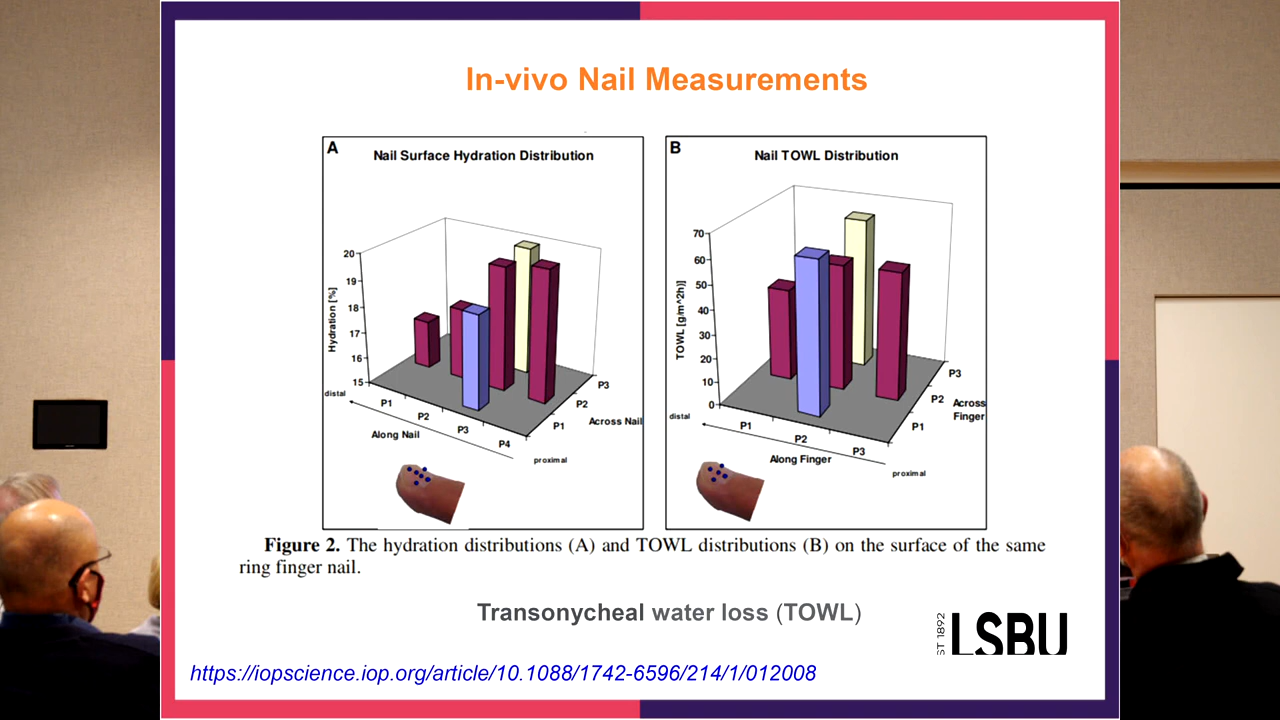 In-vivo Nail Measurements
A
Nail Surface Hydration Distribution
20
19
18
17
16
15
Hydration [%]
distal
P1
P2
P3
P4
Along Nail
proximal
P1
P2
P3
Across Nail
B
Nail TOWL Distribution
70
60
50
40
30
20
10
0
TOWL [g/m^2h)]
distal
P1
P2
P3
Along Finger
proximal
P1
P2
P3
Across
Finger
Figure 2. The hydration distributions (A) and TOWL distributions (B) on the surface of the same
ring finger nail.
Transonycheal water loss (TOWL)
ST 1892
LSBU
https://iopscience.iop.org/article/10.1088/1742-6596/214/1/012008